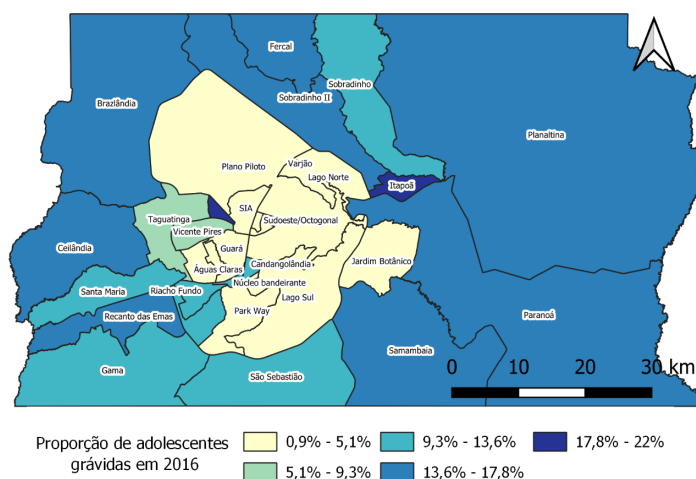 Fercal
Sobradinho
Brazlândia
Sobradinho II
Planaltina
Plano Piloto
Varjão
Lago Norte
Itapoã
SIA
Taguatinga
Sudoeste/Octogonal
Vicente Pires
Ceilândia
Guará
Jardim Botânico
Águas Claras
Candangolândia
Santa Maria
Riacho Fundo
Núcleo bandeirante
Lago Sul
Recanto das Emas
Park Way
Paranoá
Samambaia
Gama
São Sebastião
0 10 20 30 km
Proporção de adolescentes
grávidas em 2016
0,9% - 5,1%
5,1% - 9,3%
9,3% - 13,6%
13,6% - 17,8%
17,8% - 22%